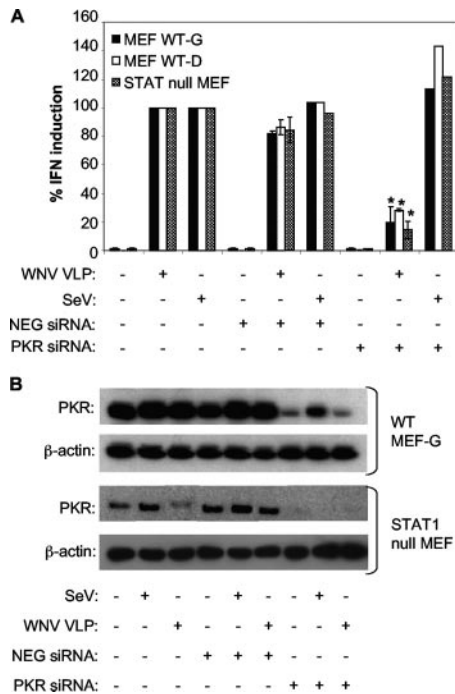 A
MEF WT-G
MEF WT-D
STAT null MEF
% IFN induction
140
120
100
80
60
40
20
0
* * *
WNV VLP: - + - - + - - + -
SeV: - - + - - + - - +
NEG siRNA: - - - + + + - - -
PKR siRNA: - - - - - - + + +
B
PKR:
β-actin:
WT
MEF-G
PKR:
β-actin:
STAT1
null MEF
SeV: - + - - + - - + -
WNV VLP: - - + - - + - - +
NEG siRNA: - - - + + + - - -
PKR siRNA: - - - - - - + + +